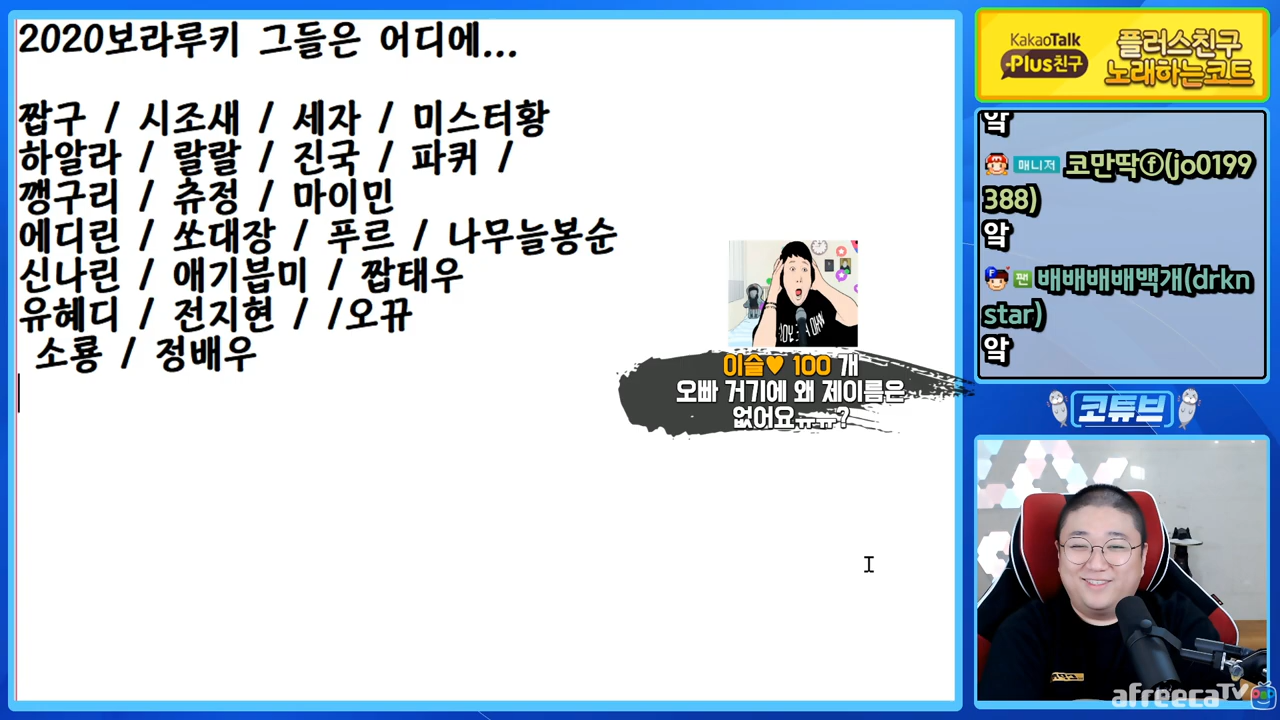 2020보라루키 그들은 어디에...
짭구 / 시조새 / 세자 / 미스터황
하알라 / 랄랄 / 진국 / 파퀴 /
깽구리 / 츄정 / 마이민
에디린 / 쏘대장 / 푸르 / 나무늘봉순
신나린 / 애기븝미 / 짭태우
유혜디 / 전지현 / /오뀨
소룡 / 정배우
이슬♥ 100 개
오빠 거기에 왜 제이름은
없어요ㅠㅠ?
KakaoTalk
Plus친구
플러스친구
노래하는코트
앜
매니저 코만딱ⓕ(jo0199
388)
앜
팬 배배배배백개(drkn
star)
앜
코튜브
afreecaTV